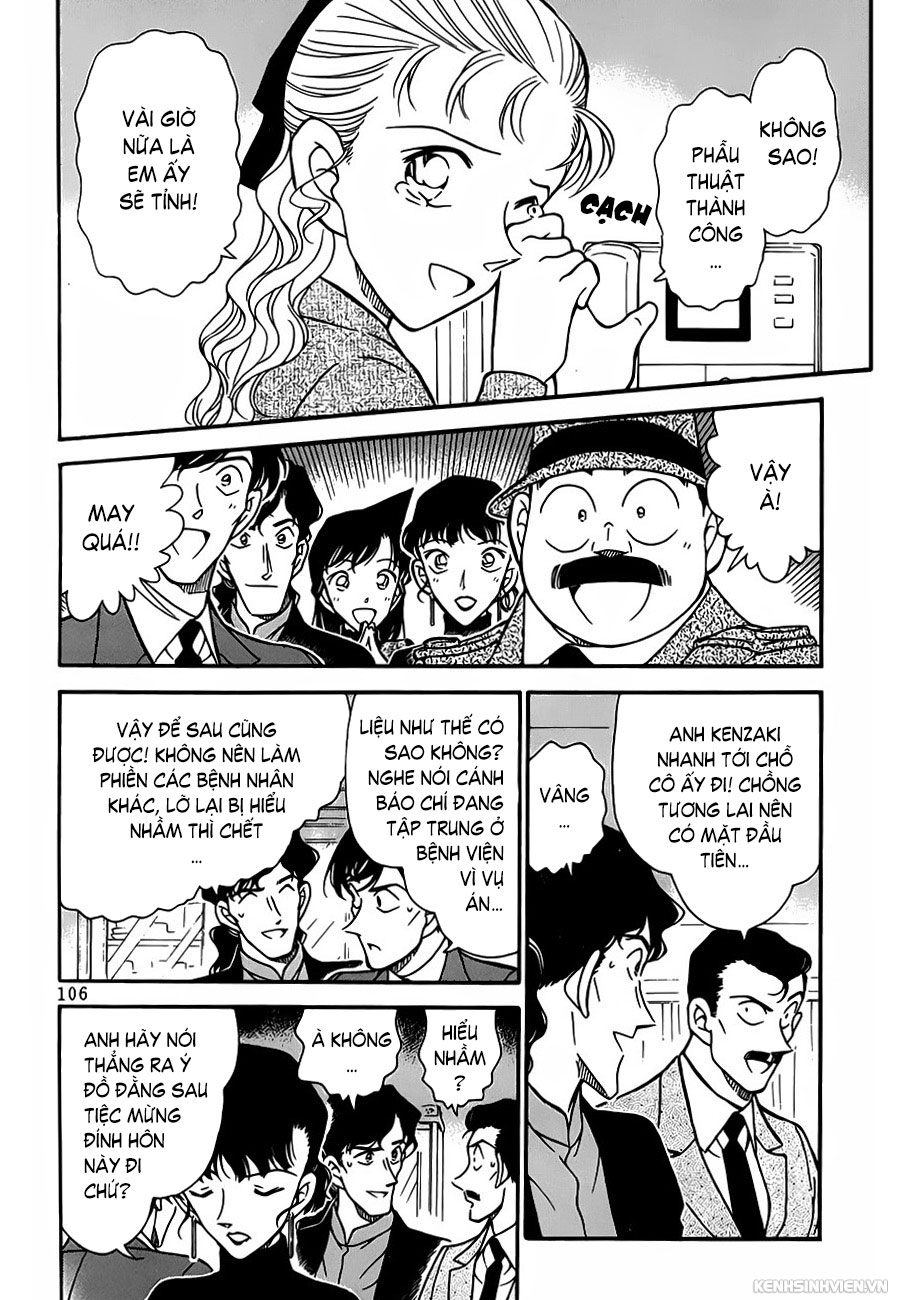 KHÔNG
SAO!
PHẨU
THUẬT
THÀNH
CÔNG
...
CẠCH
VÀI GIỜ
NỮA LÀ
EM ẤY
SẼ TỈNH!
VẬY
À!
MAY
QUÁ!!
ANH KENZAKI
NHANH TỚI CHỖ
CÔ ẤY ĐI! CHỒNG
TƯƠNG LAI NÊN
CÓ MẶT ĐẦU
TIÊN...
VÂNG
...
LIỆU NHƯ THẾ CÓ
SAO KHÔNG?
NGHE NÓI CÁNH
BÁO CHÍ ĐANG
TẬP TRUNG Ở
BỆNH VIỆN
VÌ VỤ
ÁN...
VẬY ĐỂ SAU CŨNG
ĐƯỢC! KHÔNG NÊN LÀM
PHIỀN CÁC BỆNH NHÂN
KHÁC, LỠ LẠI BỊ HIỂU
NHẦM THÌ CHẾT
...
106
HIỂU
NHẦM
?
À KHÔNG
...
ANH HÃY NÓI
THẲNG RA Ý
ĐỒ ĐẰNG SAU
TIỆC MỪNG
ĐÍNH HÔN
NÀY ĐI
CHỨ?
KENHSINHVIEN.VN